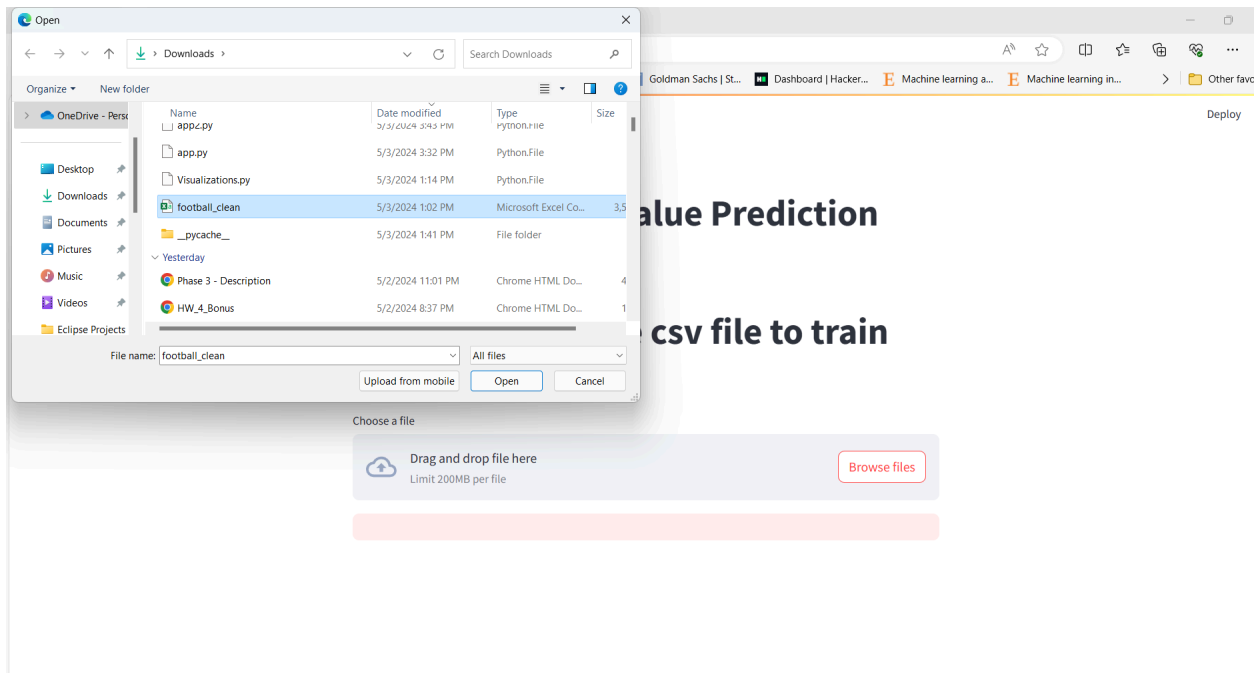 Open
Downloads
Search Downloads
Organize
New folder
Name
Date modified
Type
Size
OneDrive - Perso
Desktop
Downloads
Documents
Pictures
Music
Videos
Eclipse Projects
app2.py 5/3/2024 3:43 PM Python.File
app.py 5/3/2024 3:32 PM Python.File
Visualizations.py 5/3/2024 1:14 PM Python.File
football_clean 5/3/2024 1:02 PM Microsoft Excel Co... 3,5
__pycache__ 5/3/2024 1:41 PM File folder
Yesterday
Phase 3 - Description 5/2/2024 11:01 PM Chrome HTML Do... 4
HW_4_Bonus 5/2/2024 8:37 PM Chrome HTML Do... 1
File name: football_clean All files
Upload from mobile Open Cancel
Goldman Sachs | St... Dashboard | Hacker... Machine learning a... Machine learning in... Other favo
Deploy
alue Prediction
csv file to train
Choose a file
Drag and drop file here
Limit 200MB per file
Browse files